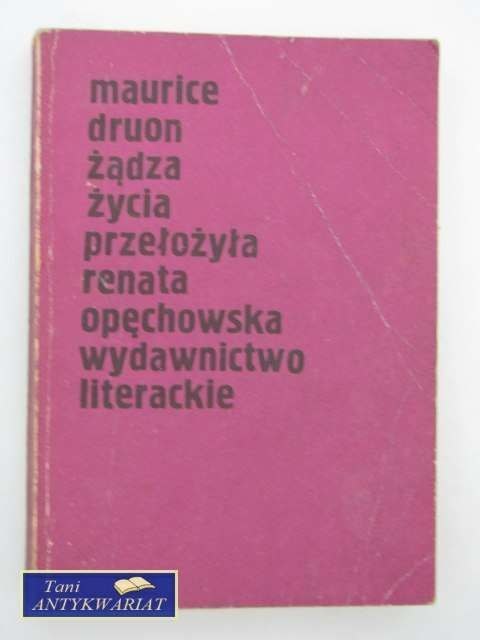 maurice
druon
żądza
życia
przełożyła
renata
opęchowska
wydawnictwo
literackie
Tani
ANTYKWARIAT